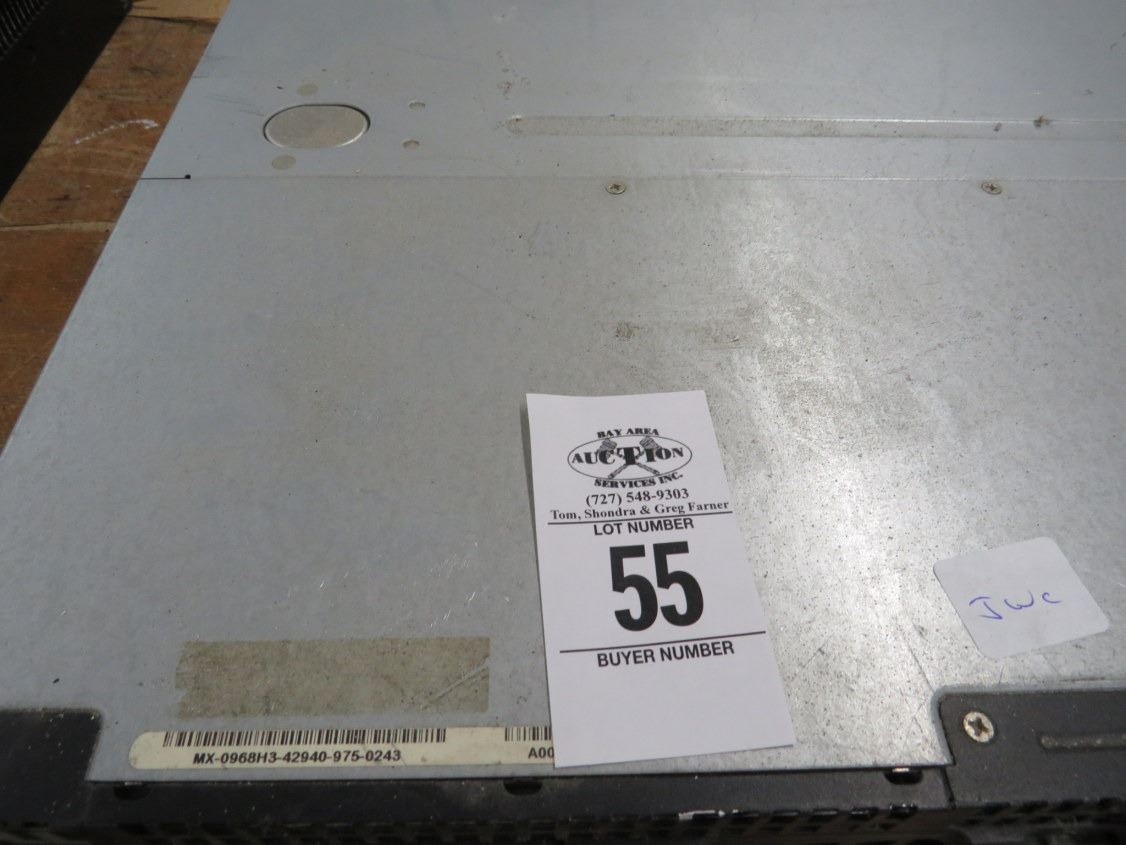 BAY AREA
AUCTION
SERVICES INC.
(727) 548-9303
Tom, Shondra & Greg Farner
LOT NUMBER
55
BUYER NUMBER
JWC
MX-0968H3-42940-975-0243
A00